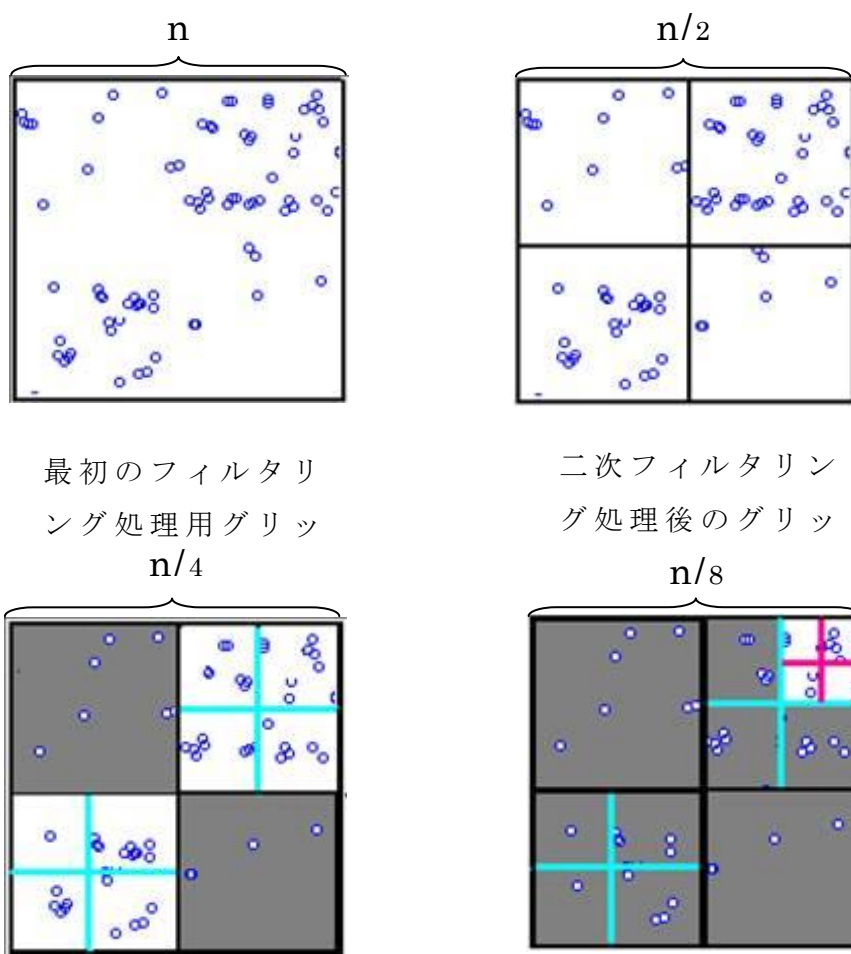 n
n/2
最初のフィルタリ
ング処理用グリッ
二次フィルタリン
グ処理後のグリッ
n/4
n/8